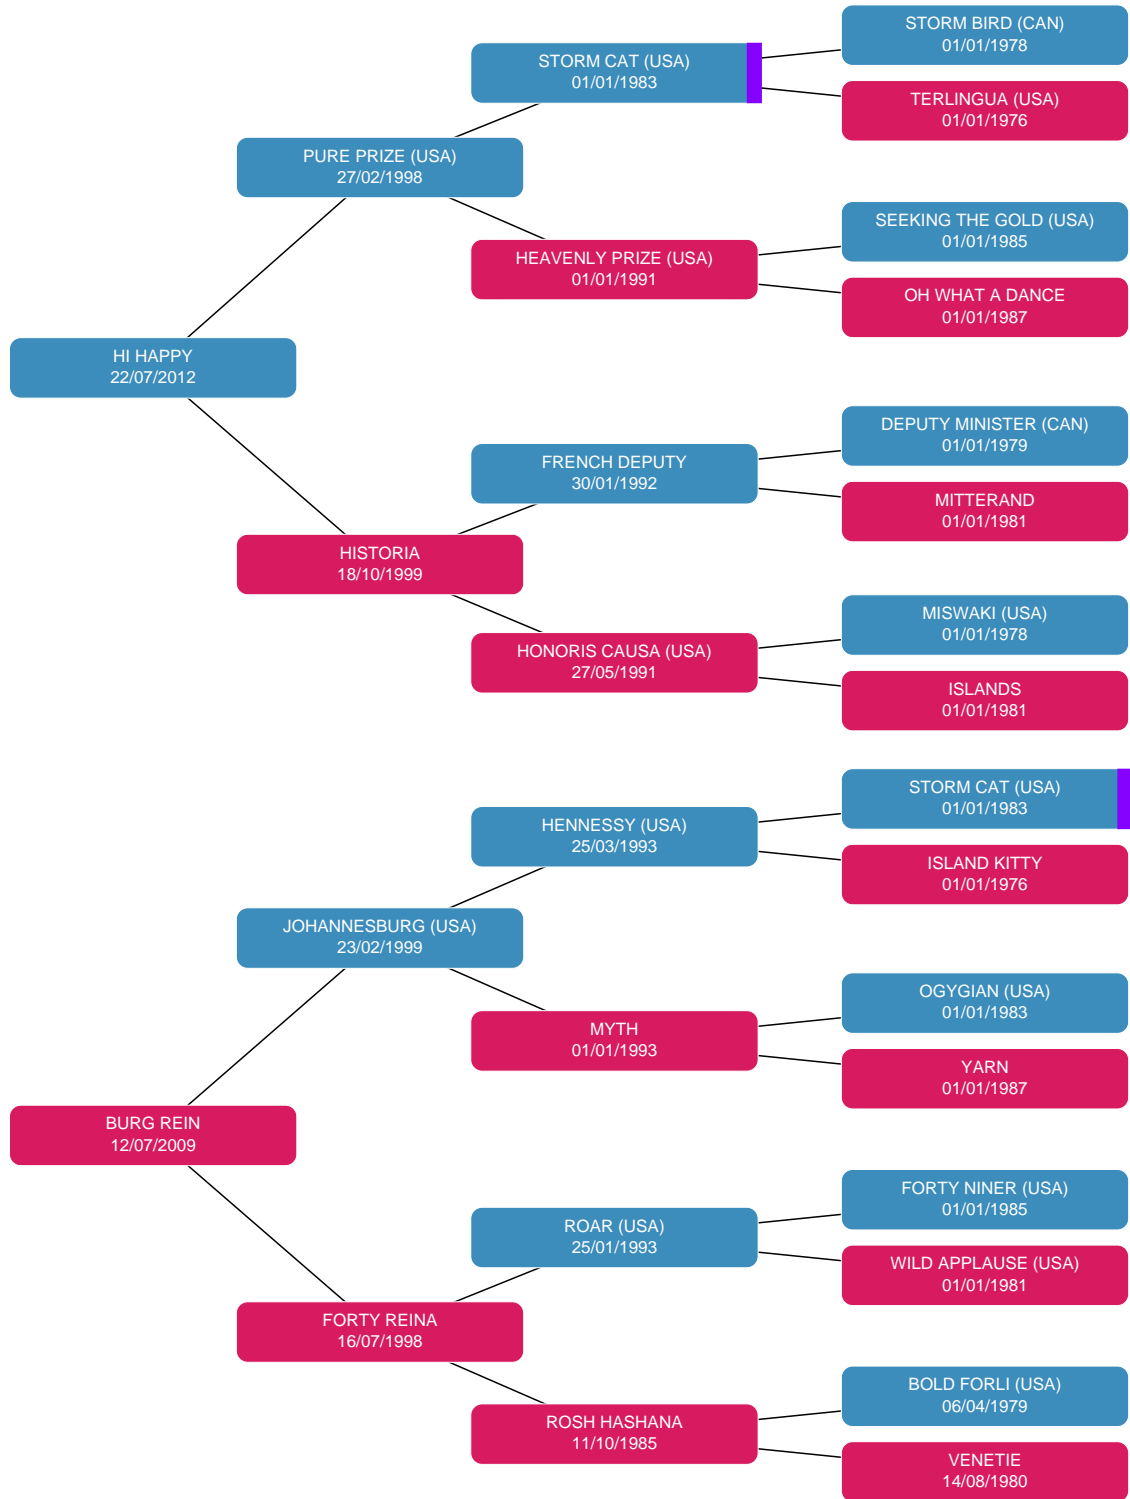 STORM BIRD (CAN)
01/01/1978
STORM CAT (USA)
01/01/1983
TERLINGUA (USA)
01/01/1976
PURE PRIZE (USA)
27/02/1998
SEEKING THE GOLD (USA)
01/01/1985
HEAVENLY PRIZE (USA)
01/01/1991
OH WHAT A DANCE
01/01/1987
HI HAPPY
22/07/2012
DEPUTY MINISTER (CAN)
01/01/1979
FRENCH DEPUTY
30/01/1992
MITTERAND
01/01/1981
HISTORIA
18/10/1999
MISWAKI (USA)
01/01/1978
HONORIS CAUSA (USA)
27/05/1991
ISLANDS
01/01/1981
STORM CAT (USA)
01/01/1983
HENNESSY (USA)
25/03/1993
ISLAND KITTY
01/01/1976
JOHANNESBURG (USA)
23/02/1999
OGYGIAN (USA)
01/01/1983
MYTH
01/01/1993
YARN
01/01/1987
BURG REIN
12/07/2009
FORTY NINER (USA)
01/01/1985
ROAR (USA)
25/01/1993
WILD APPLAUSE (USA)
01/01/1981
FORTY REINA
16/07/1998
BOLD FORLI (USA)
06/04/1979
ROSH HASHANA
11/10/1985
VENETIE
14/08/1980